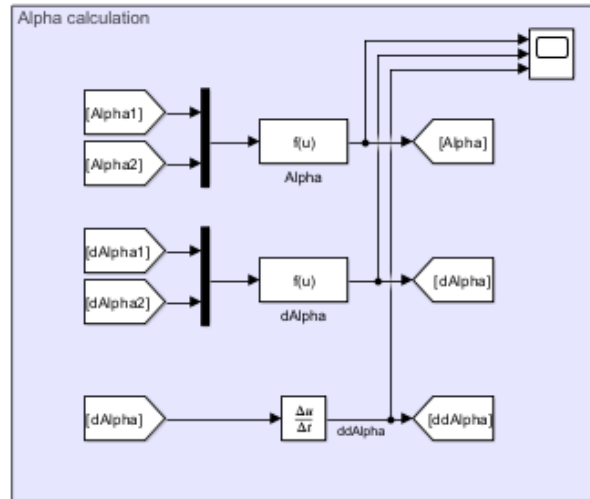 Alpha calculation
[Alpha1]
[Alpha2]
f(u)
Alpha
[Alpha]
[dAlpha1]
[dAlpha2]
f(u)
dAlpha
[dAlpha]
[dAlpha]
Δu
Δt
ddAlpha
[ddAlpha]